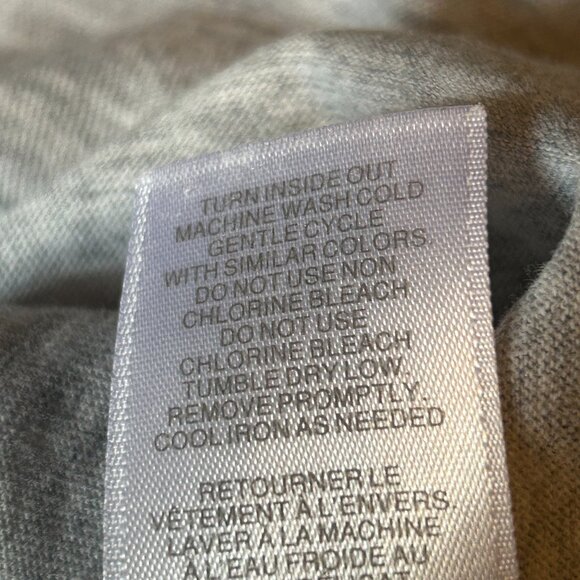 TURN INSIDE OUT
MACHINE WASH COLD
GENTLE CYCLE
WITH SIMILAR COLORS
DO NOT USE NON
CHLORINE BLEACH
DO NOT USE
CHLORINE BLEACH
TUMBLE DRY LOW.
REMOVE PROMPTLY.
COOL IRON AS NEEDED
RETOURNER LE
VÊTEMENT À L'ENVERS.
LAVER À LA MACHINE
À L'EAU FROIDE AU